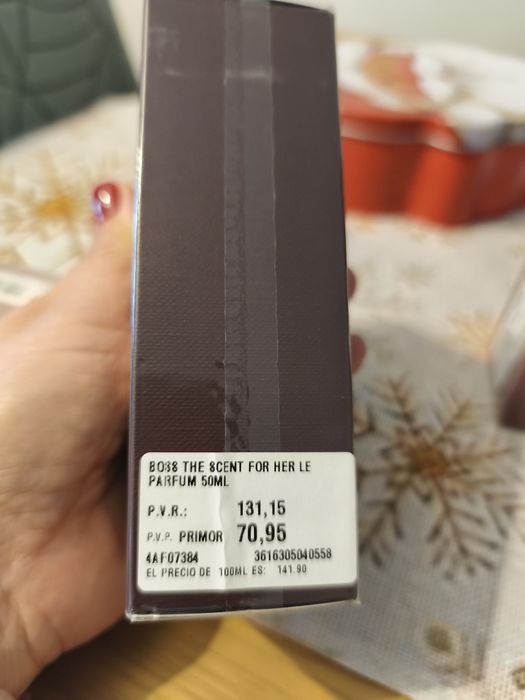 BOSS THE SCENT FOR HER LE
PARFUM 50ML
P.V.R.: 131,15
P.V.P. PRIMOR 70,95
4AF07384 3616305040558
EL PRECIO DE 100ML ES: 141.90